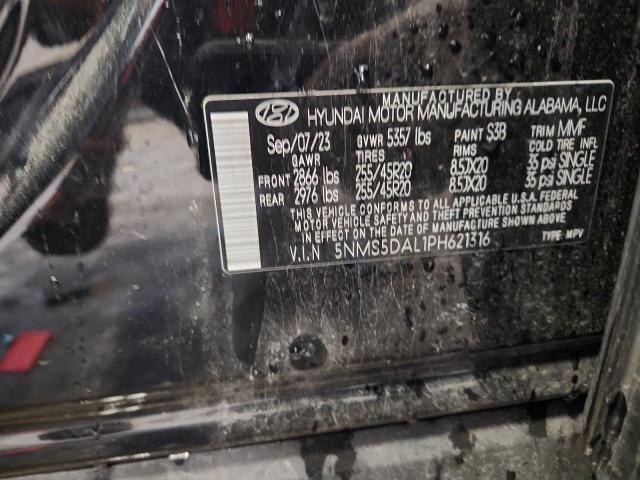 MANUFACTURED BY
HYUNDAI MOTOR MANUFACTURING ALABAMA, LLC
Sep/07/23 GVWR 5357 lbs PAINT S3B TRIM MMF
GAWR TIRES RIMS COLD TIRE INFL
FRONT 2866 lbs 255/45R20 8.5JX20 35 psi SINGLE
REAR 2976 lbs 255/45R20 8.5JX20 35 psi SINGLE
THIS VEHICLE CONFORMS TO ALL APPLICABLE U.S.A. FEDERAL
MOTOR VEHICLE SAFETY AND BUMPER STANDARDS IN
EFFECT ON THE DATE OF MANUFACTURE SHOWN ABOVE.
V.I.N 5NMS5DAL1PH621316 TYPE: MPV